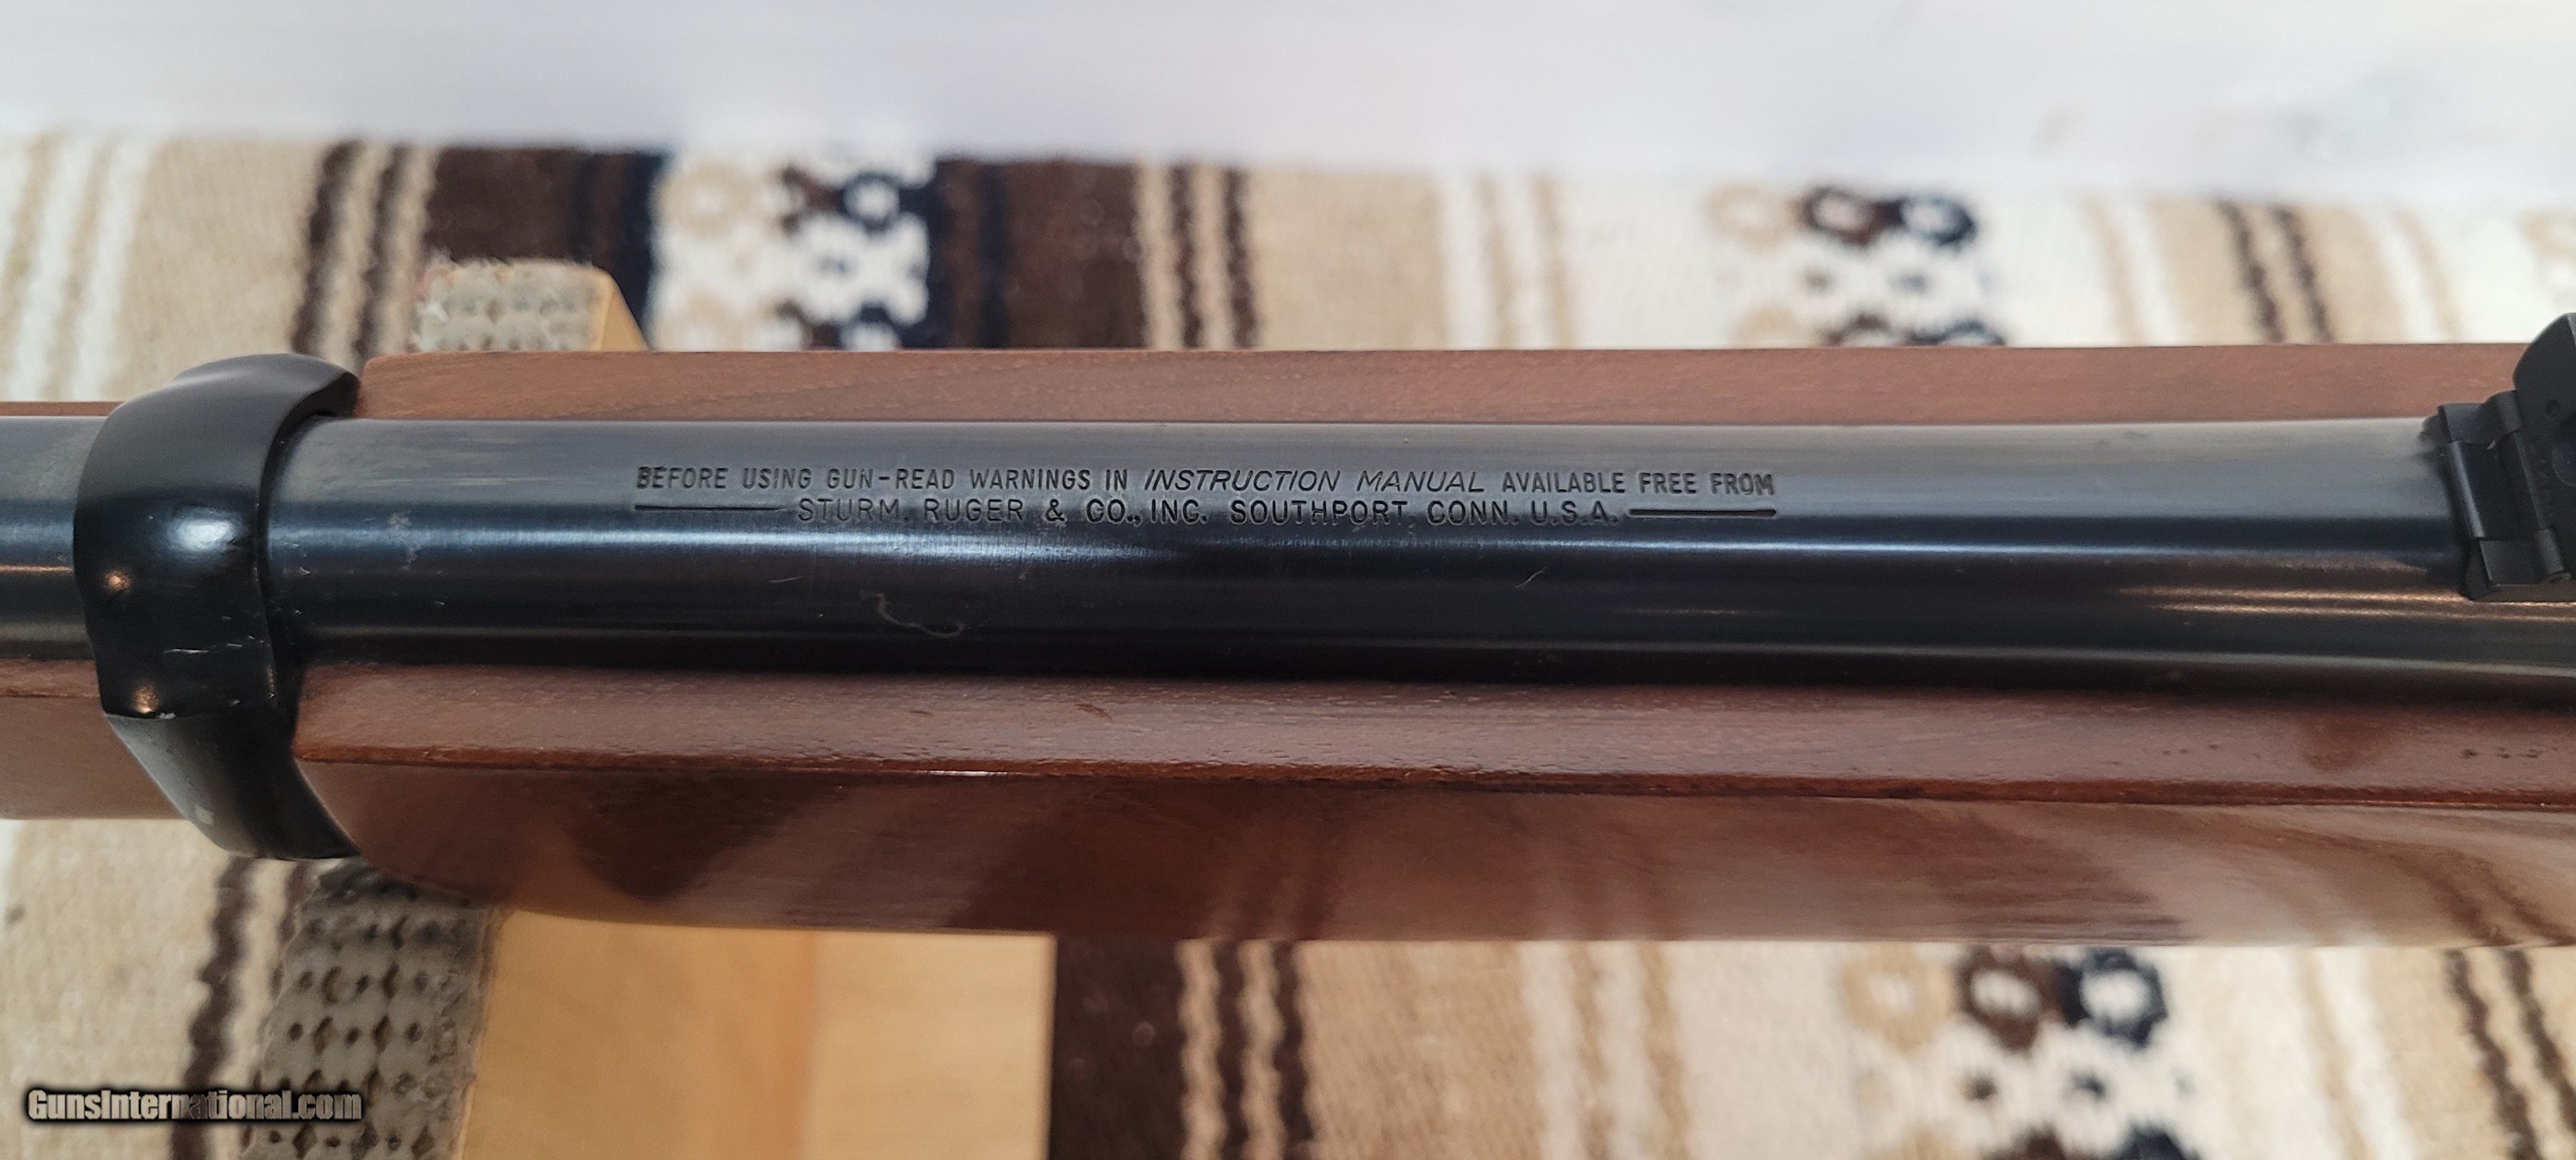 BEFORE USING GUN-READ WARNINGS IN INSTRUCTION MANUAL AVAILABLE FREE FROM
STURM, RUGER & CO., INC. SOUTHPORT, CONN. U.S.A.
GunsInternational.com